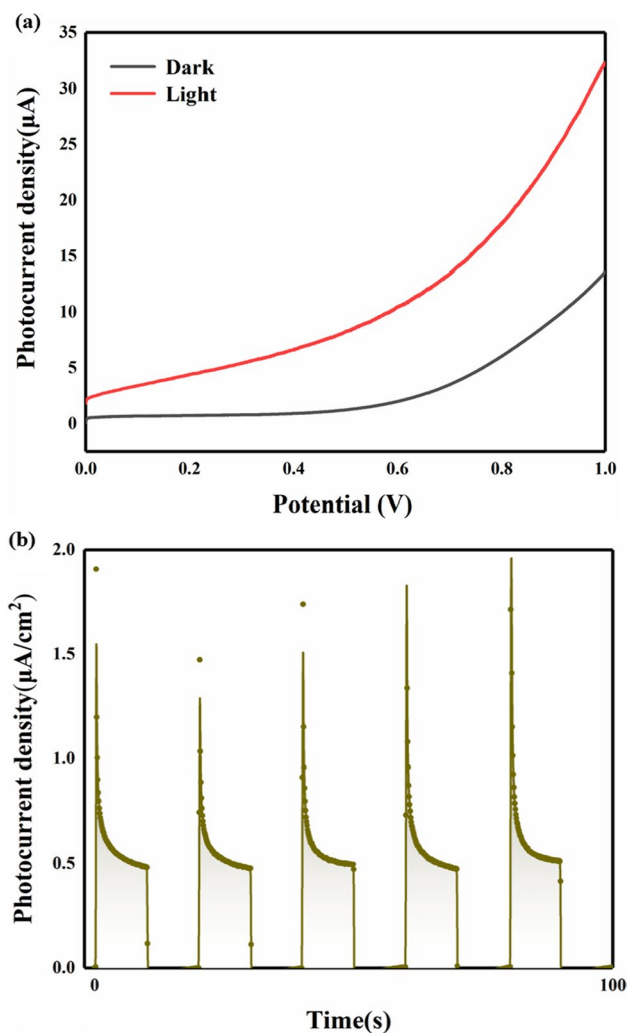 (a)
Photocurrent density(μA)
35
30
25
20
15
10
5
0
Dark
Light
0.0 0.2 0.4 0.6 0.8 1.0
Potential (V)
(b)
Photocurrent density(μA/cm²)
2.0
1.5
1.0
0.5
0.0
0 100
Time(s)